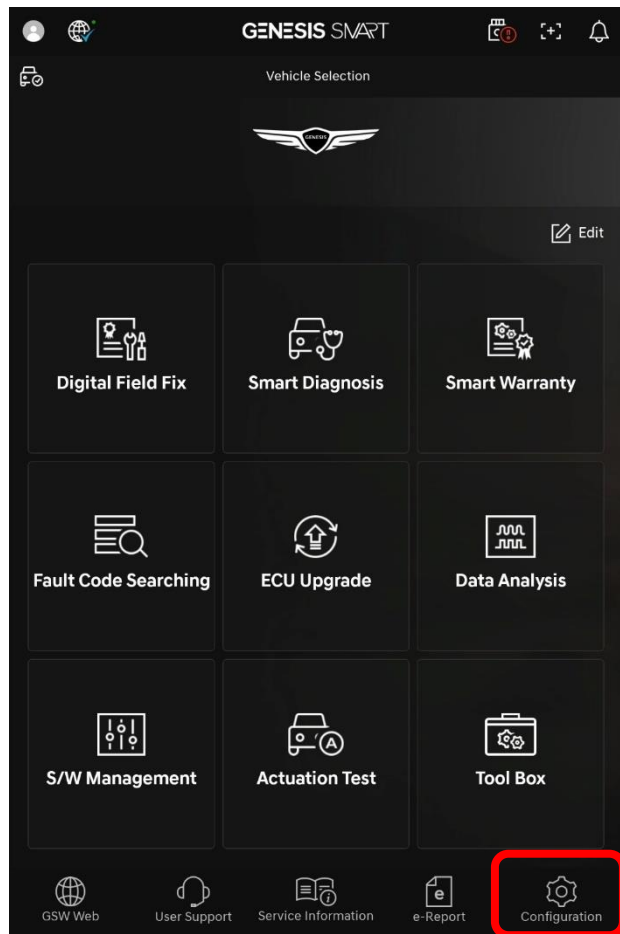 GENESIS SMART
Vehicle Selection
GENESIS
Edit
Digital Field Fix
Smart Diagnosis
Smart Warranty
Fault Code Searching
ECU Upgrade
Data Analysis
S/W Management
A
Actuation Test
Tool Box
GSW Web
User Support
Service Information
e
e-Report
Configuration